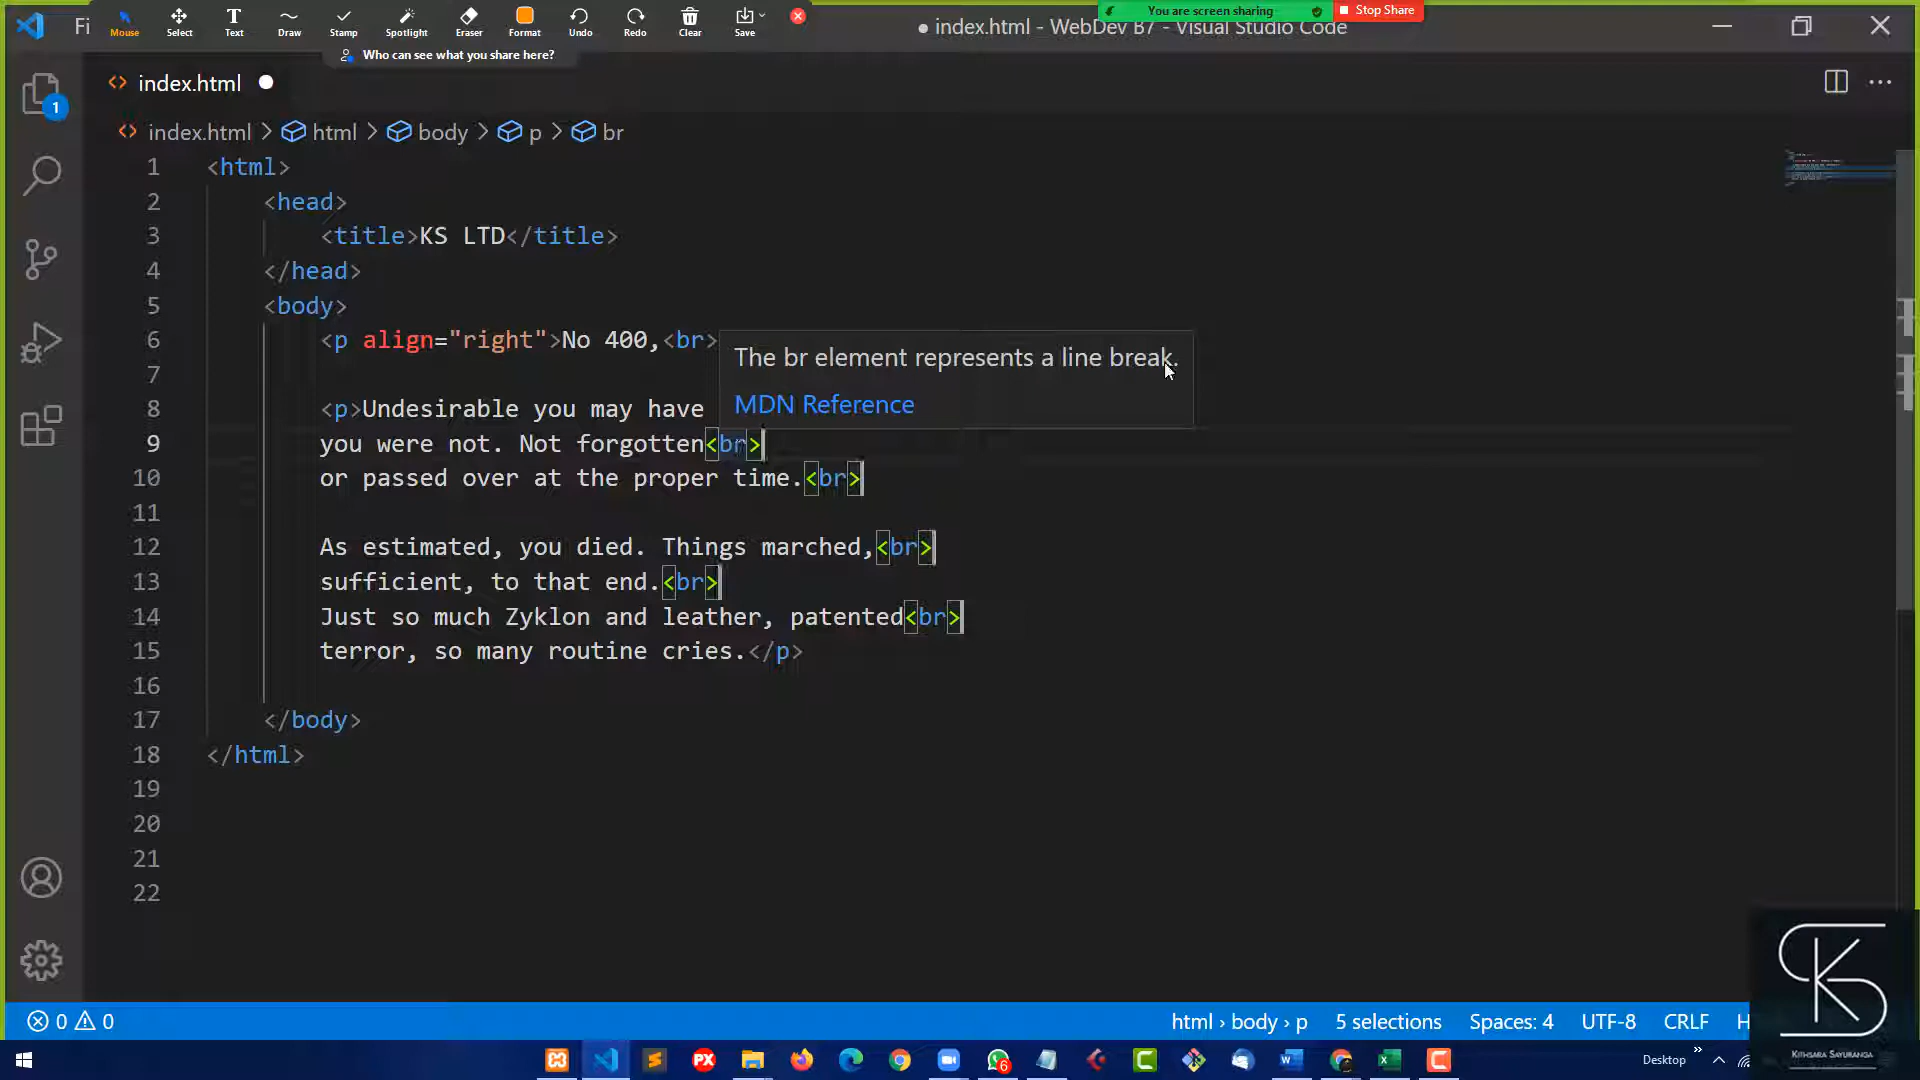 Fi
Mouse Select Text Draw Stamp Spotlight Eraser Format Undo Redo Clear Save
Who can see what you share here?
● index.html - WebDev B7 - Visual Studio Code
You are screen sharing Stop Share
1
index.html
index.html > html > body > p > br
1 <html>
2 <head>
3 <title>KS LTD</title>
4 </head>
5 <body>
6 <p align="right">No 400,<br>
7
8 <p>Undesirable you may have
9 you were not. Not forgotten<br>
10 or passed over at the proper time.<br>
11
12 As estimated, you died. Things marched,<br>
13 sufficient, to that end.<br>
14 Just so much Zyklon and leather, patented<br>
15 terror, so many routine cries.</p>
16
17 </body>
18 </html>
19
20
21
22
The br element represents a line break.
MDN Reference
0 0 html › body › p 5 selections Spaces: 4 UTF-8 CRLF H
PX 6 Desktop
KS
KITHSARA SAYURANGA